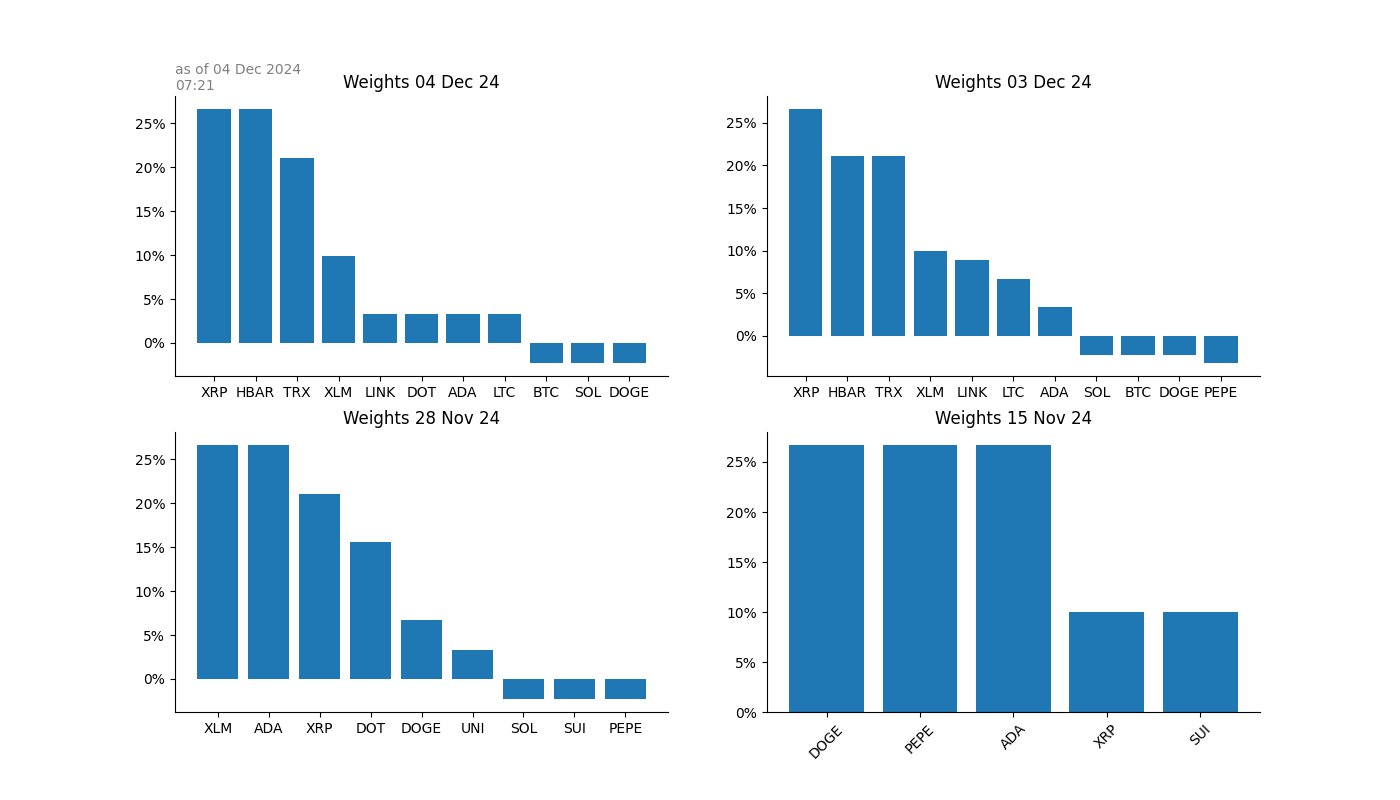 as of 04 Dec 2024
07:21
Weights 04 Dec 24
25%
20%
15%
10%
5%
0%
XRP HBAR TRX XLM LINK DOT ADA LTC BTC SOL DOGE
Weights 03 Dec 24
25%
20%
15%
10%
5%
0%
XRP HBAR TRX XLM LINK LTC ADA SOL BTC DOGE PEPE
Weights 28 Nov 24
25%
20%
15%
10%
5%
0%
XLM ADA XRP DOT DOGE UNI SOL SUI PEPE
Weights 15 Nov 24
25%
20%
15%
10%
5%
0%
DOGE PEPE ADA XRP SUI